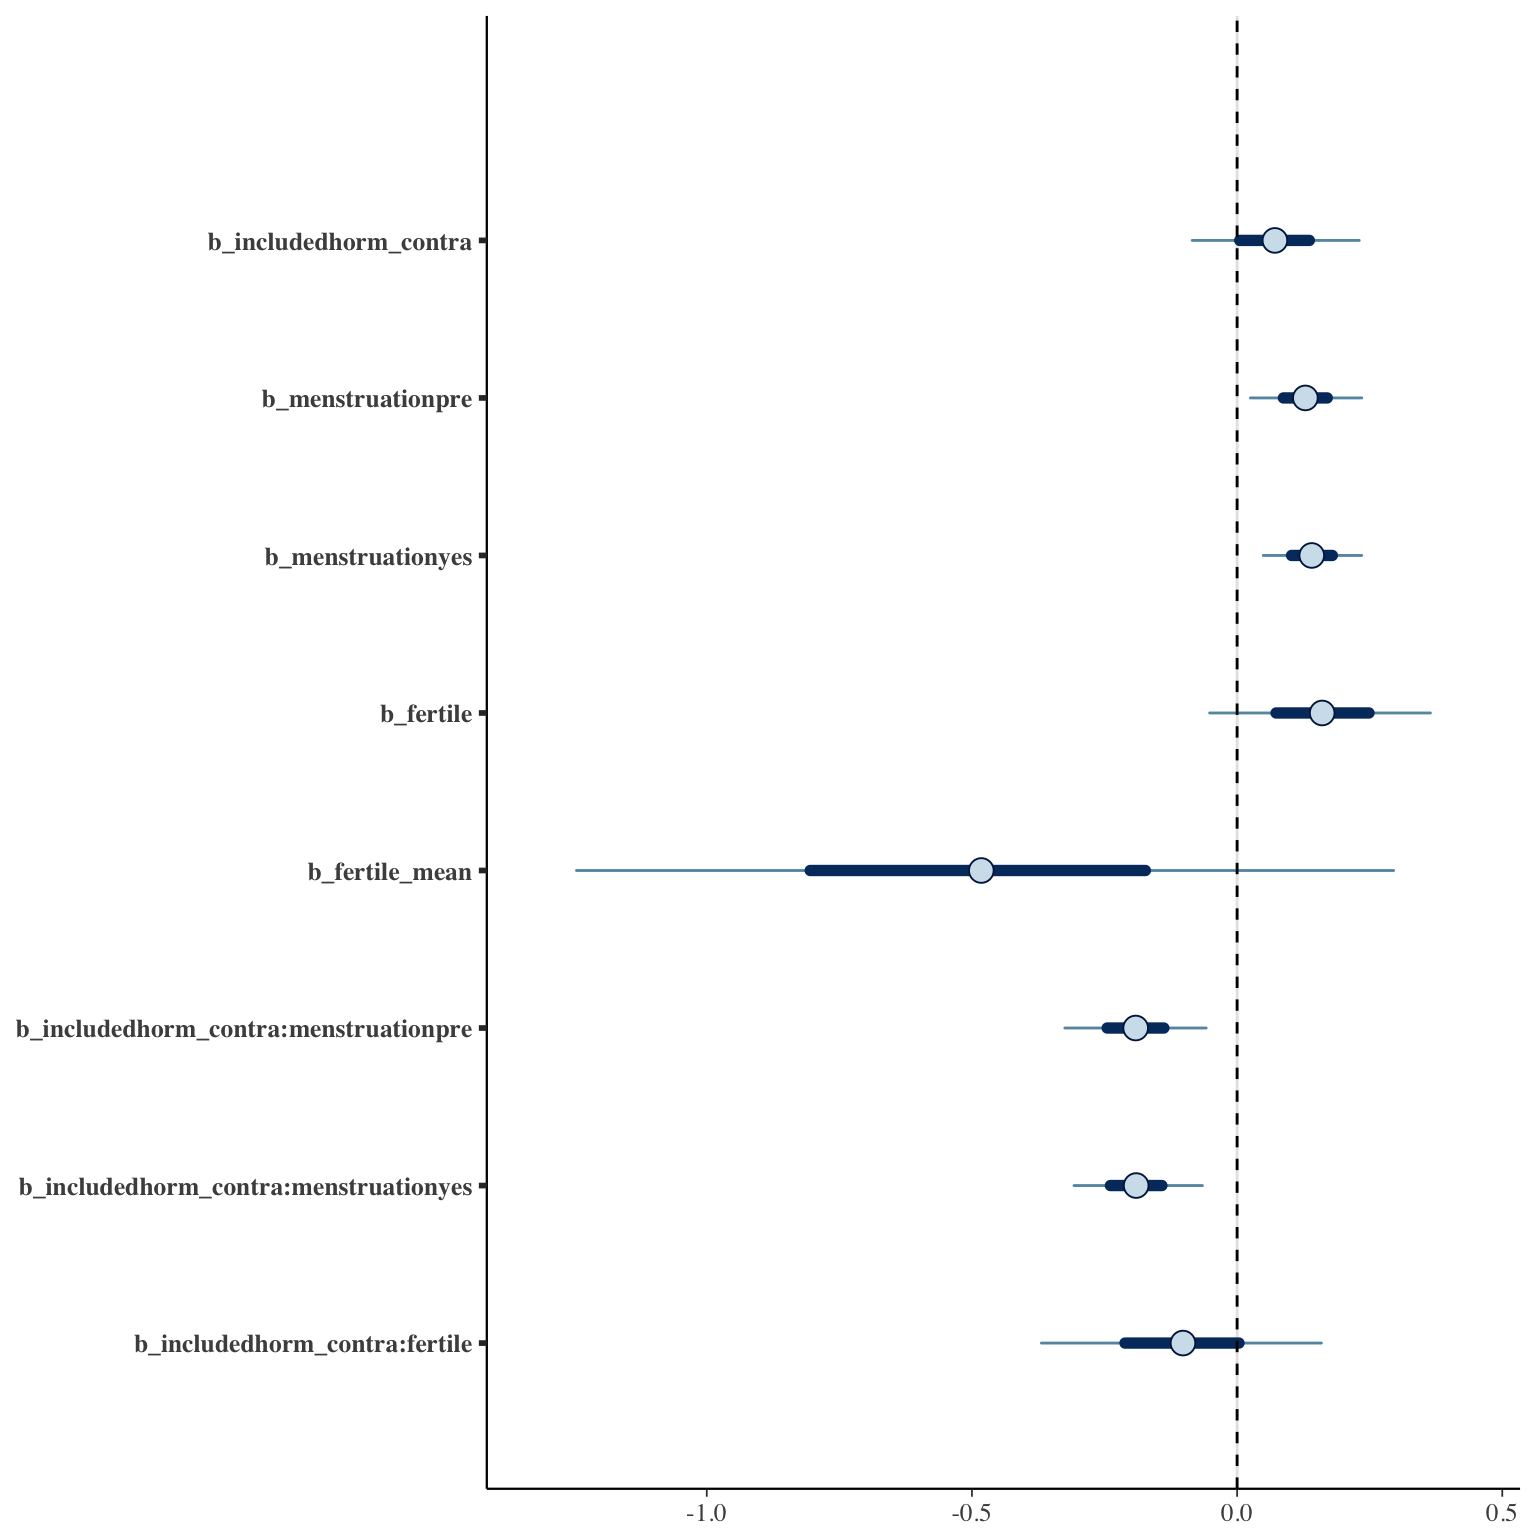 b_includedhorm_contra
b_menstruationpre
b_menstruationyes
b_fertile
b_fertile_mean
b_includedhorm_contra:menstruationpre
b_includedhorm_contra:menstruationyes
b_includedhorm_contra:fertile
-1.0 -0.5 0.0 0.5